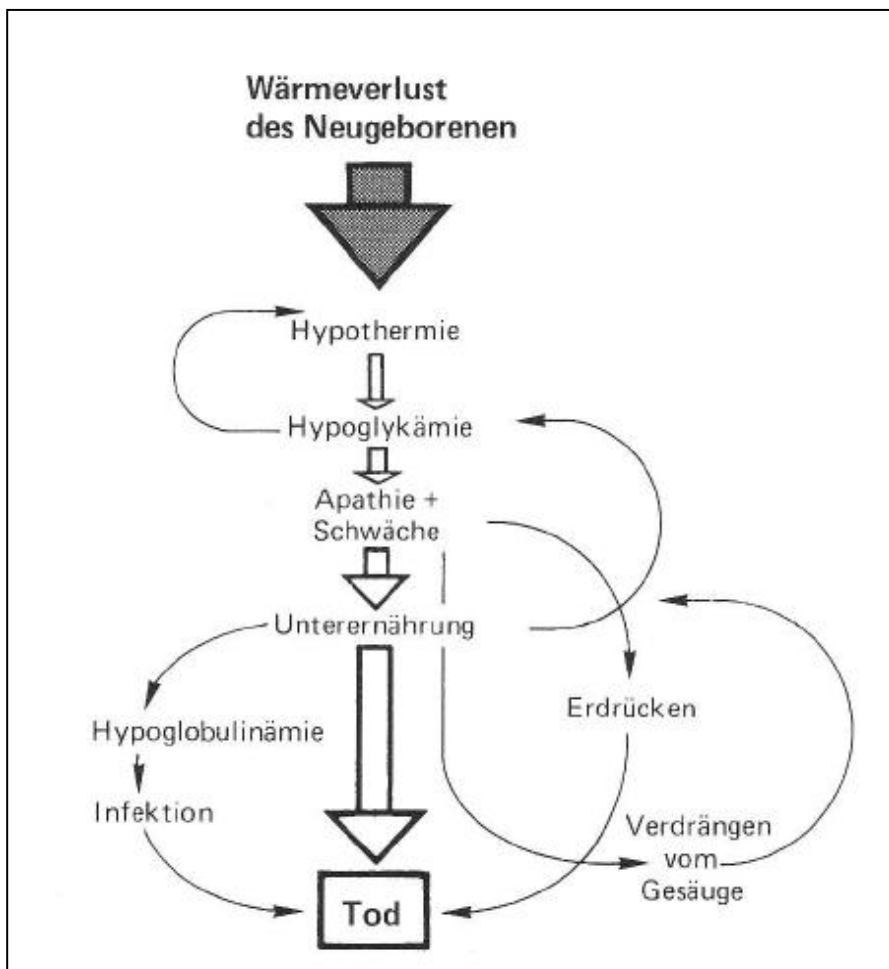 Wärmeverlust
des Neugeborenen
Hypothermie
Hypoglykämie
Apathie +
Schwäche
Unterernährung
Erdrücken
Hypoglobulinämie
Infektion
Verdrängen
vom
Gesäuge
Tod